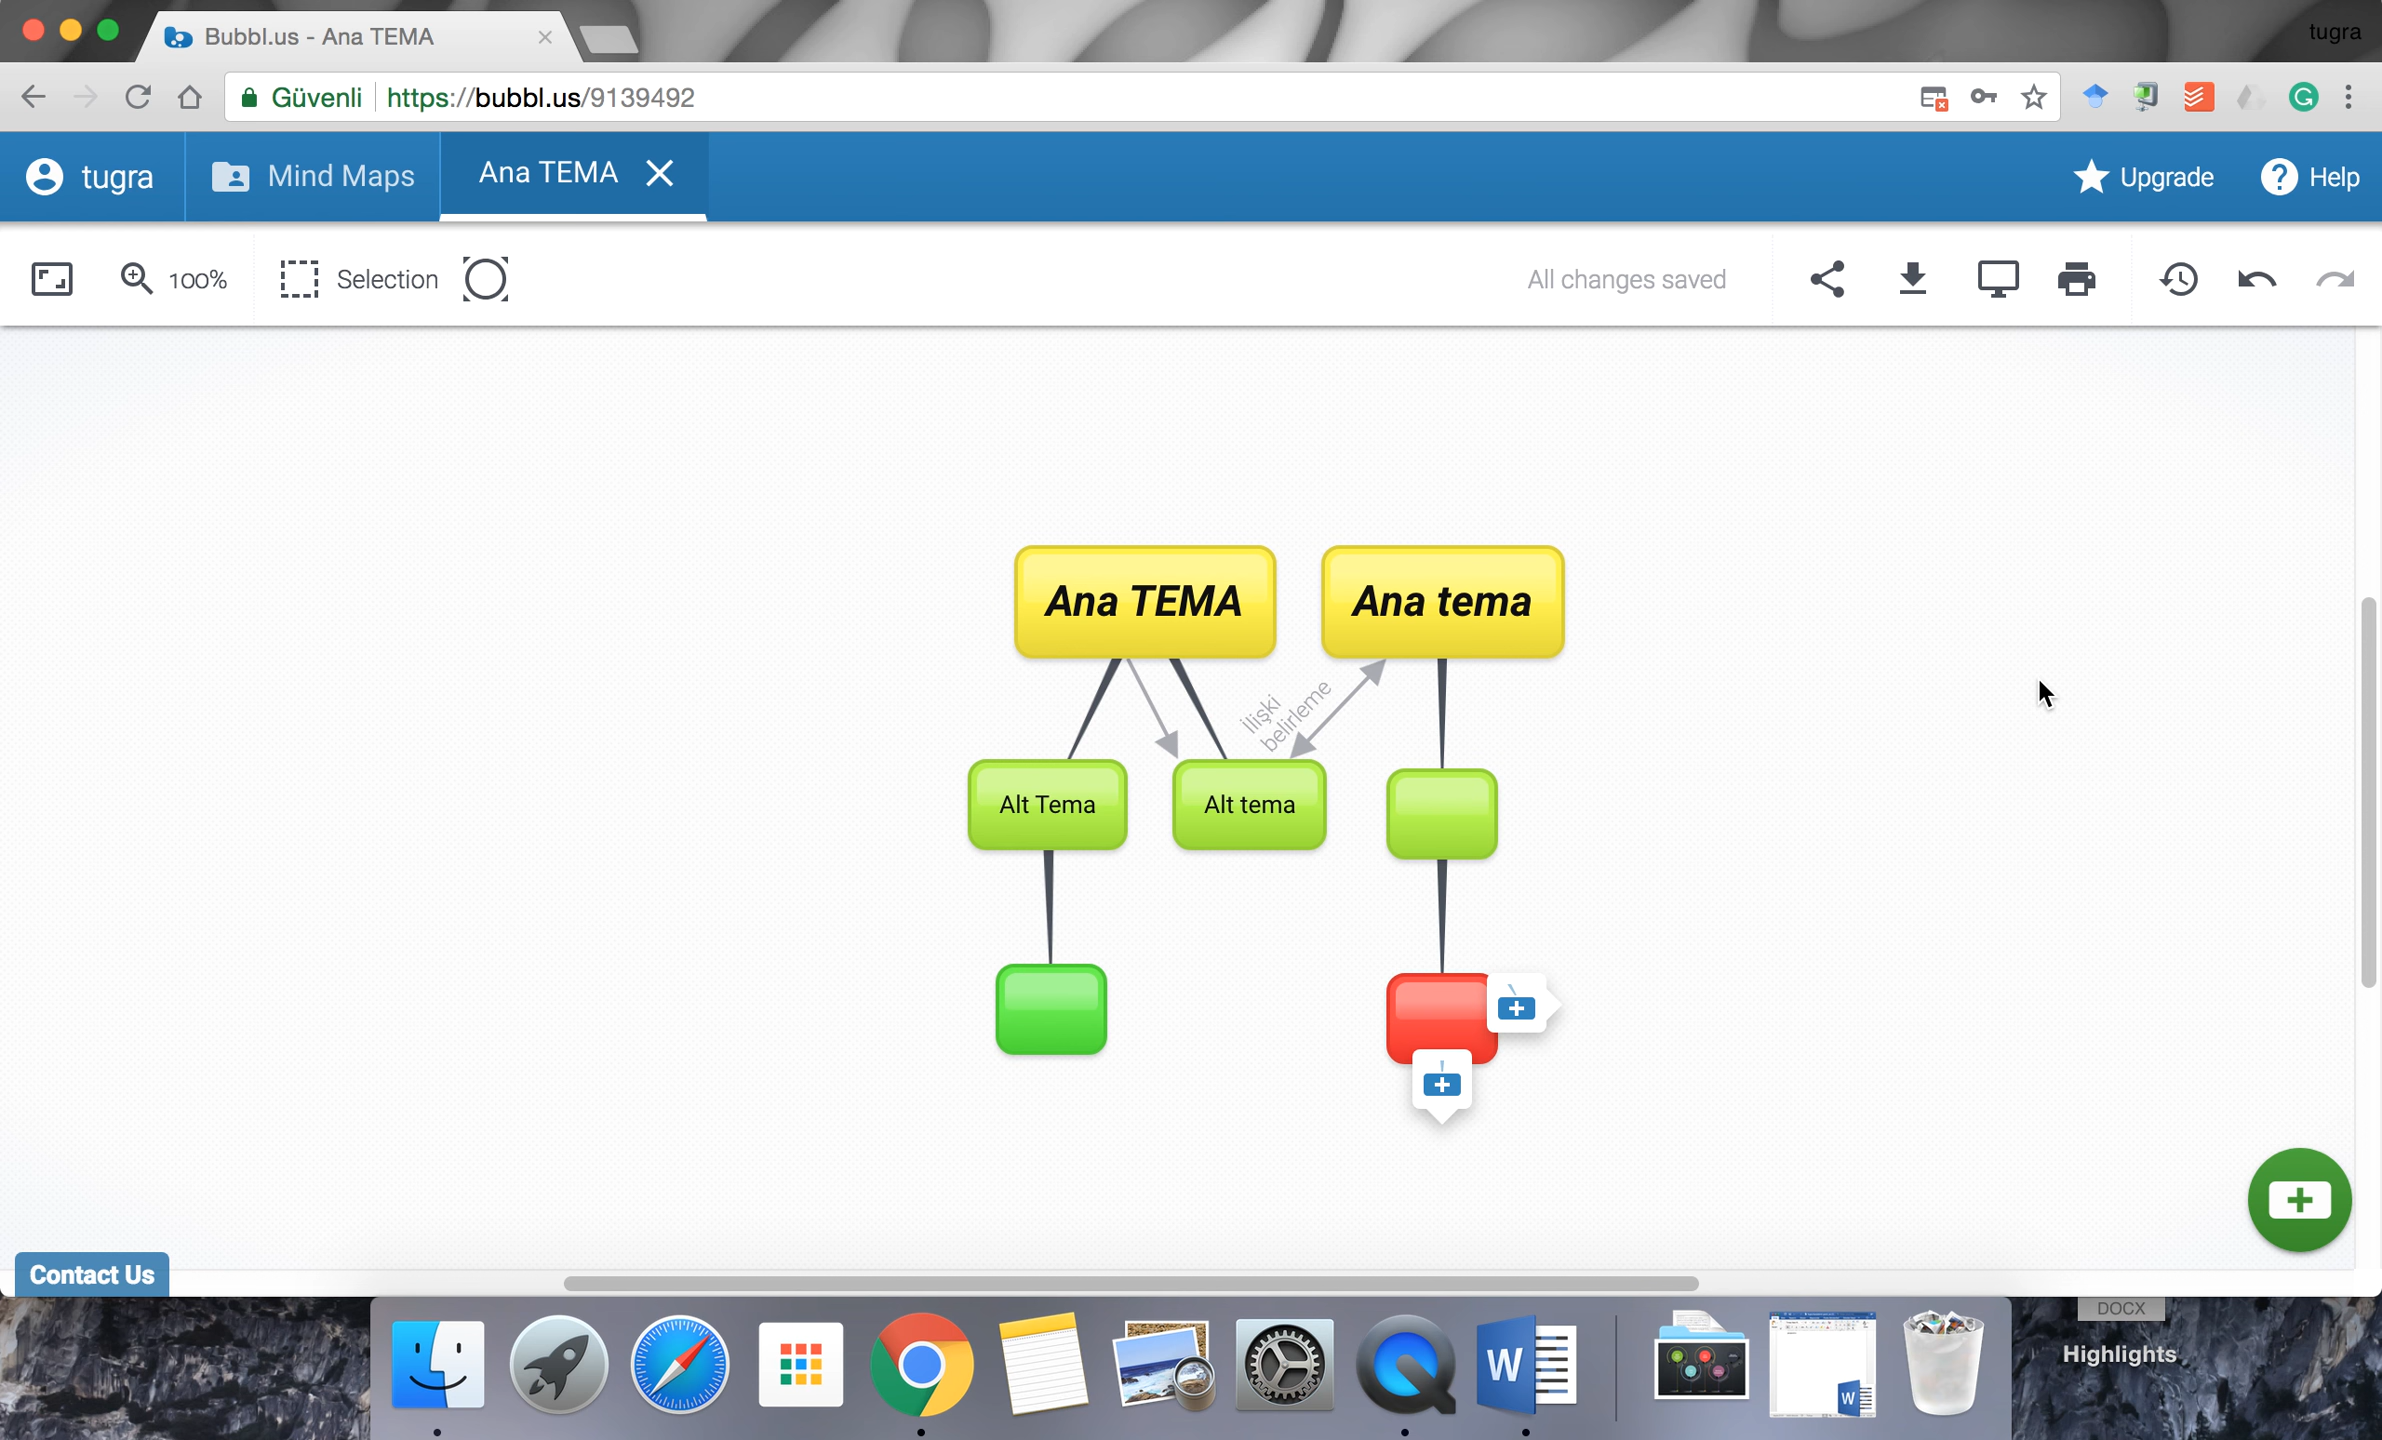 Bubbl.us - Ana TEMA
tugra
Güvenli
https://bubbl.us/9139492
tugra
Mind Maps
Ana TEMA
Upgrade
Help
100%
Selection
All changes saved
Ana TEMA
Ana tema
İlişki
belirleme
Alt Tema
Alt tema
Contact Us
DOCX
Highlights